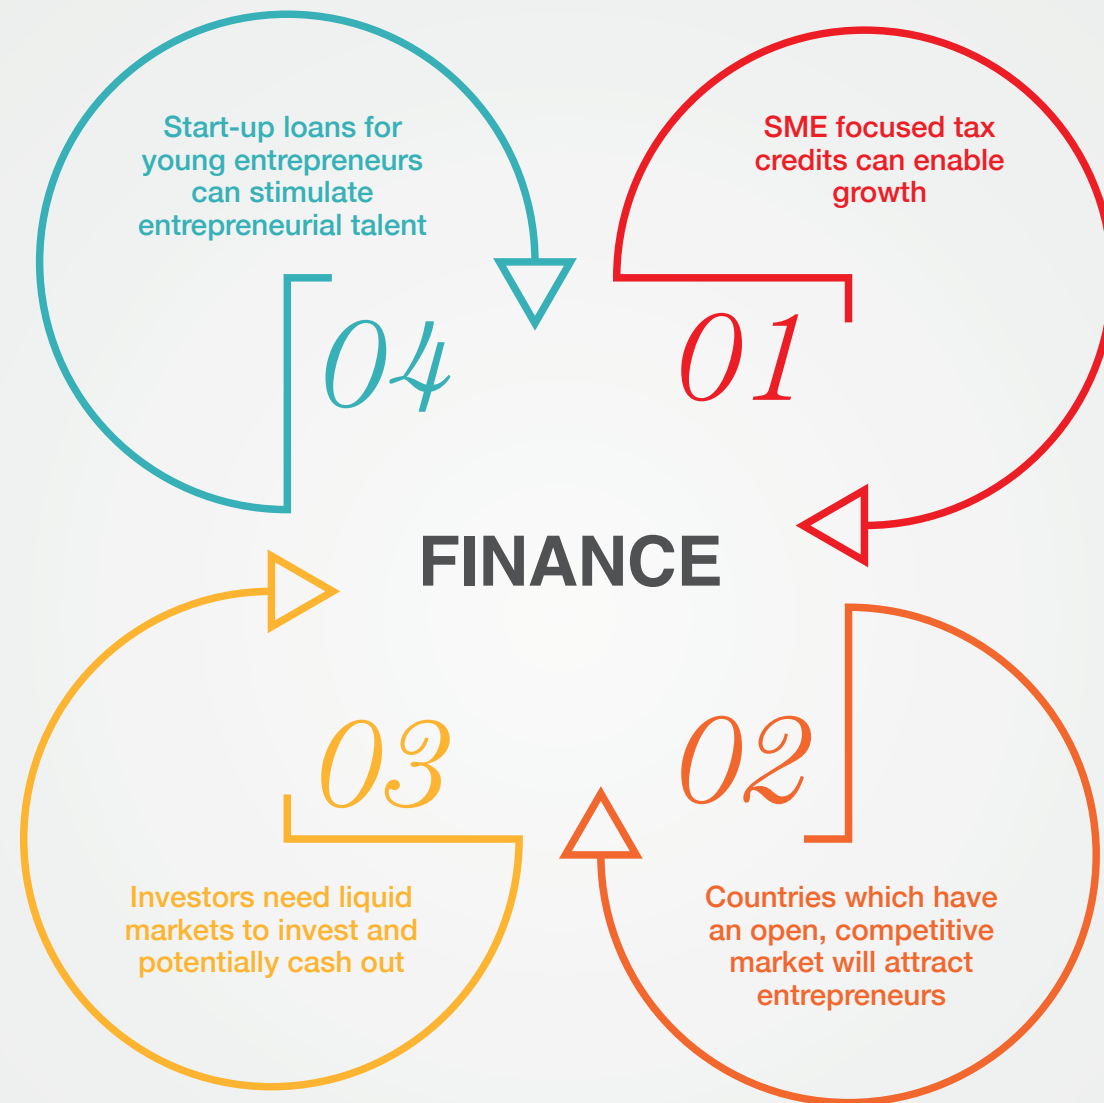 Start-up loans for
young entrepreneurs
can stimulate
entrepreneurial talent
04
SME focused tax
credits can enable
growth
01
FINANCE
03
Investors need liquid
markets to invest and
potentially cash out
02
Countries which have
an open, competitive
market will attract
entrepreneurs